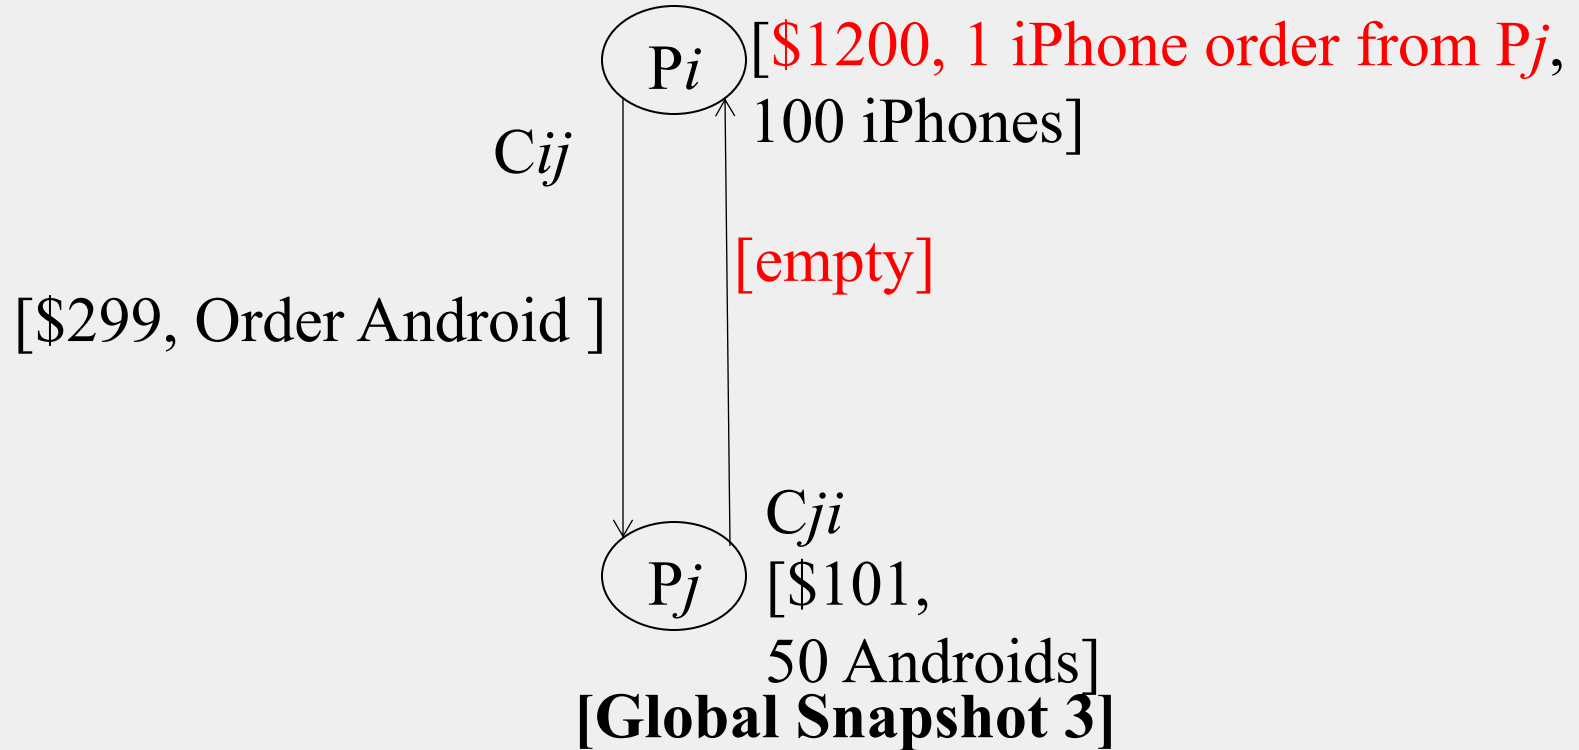 Pi
[$1200, 1 iPhone order from Pj,
100 iPhones]
Cij
[empty]
[$299, Order Android ]
Cji
Pj
[$101,
50 Androids]
[Global Snapshot 3]